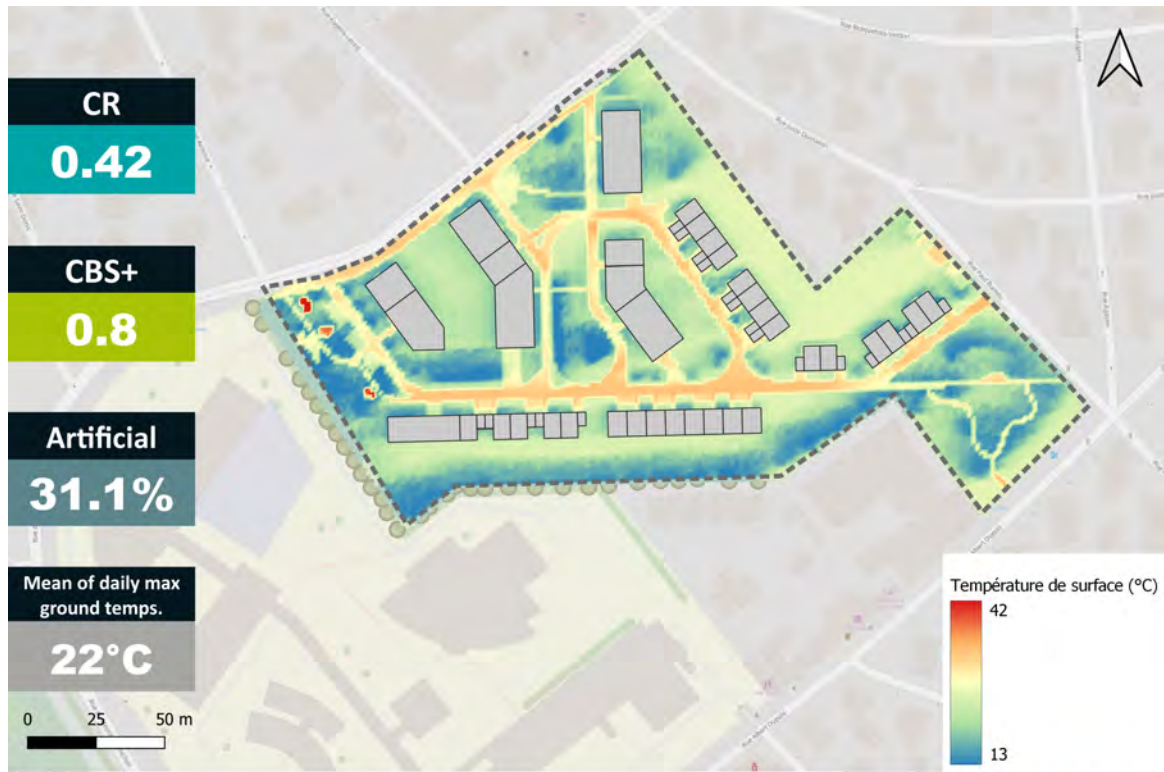 CR
0.42
CBS+
0.8
Artificial
31.1%
Mean of daily max
ground temps.
22°C
0 25 50 m
Température de surface (°C)
42
13